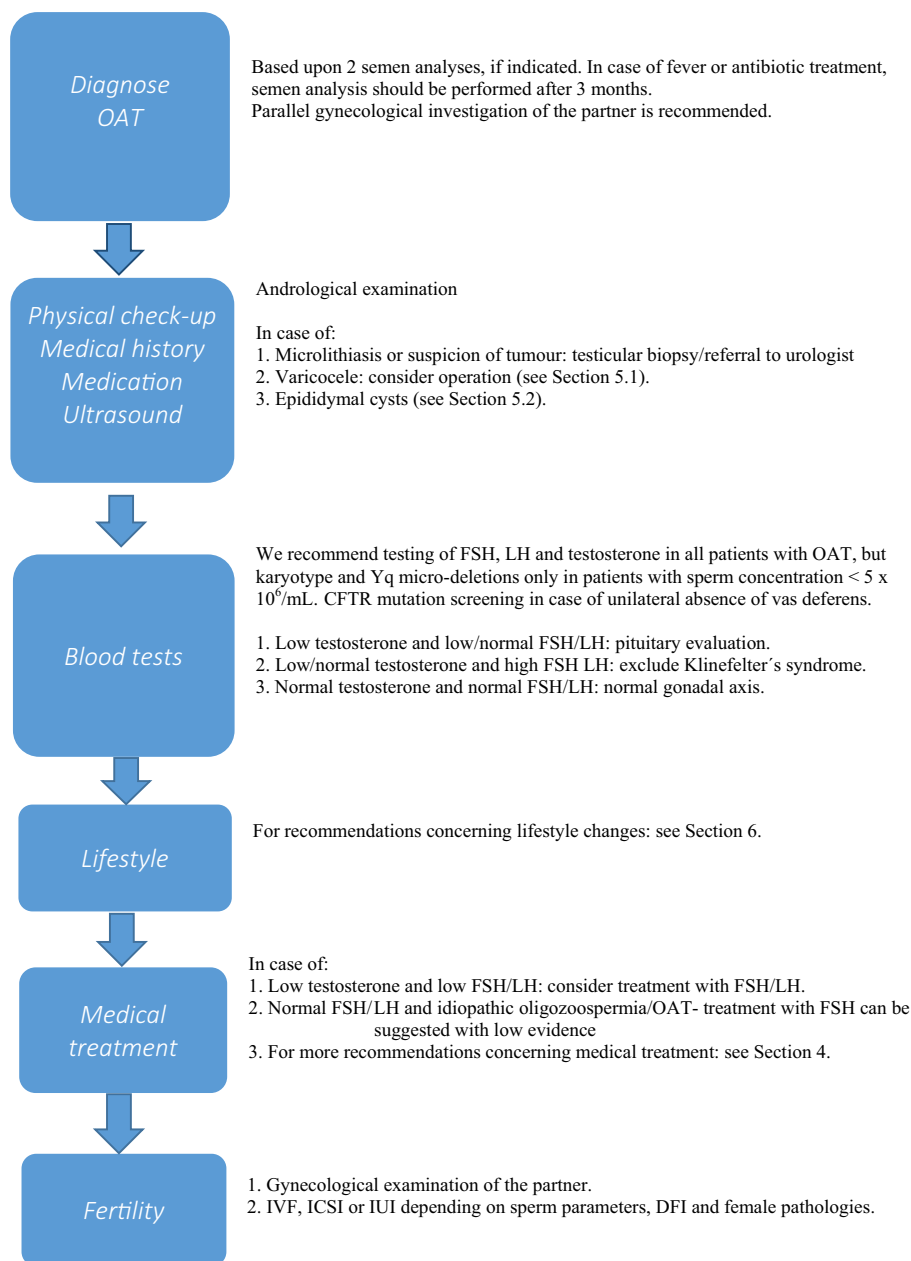 Diagnose
OAT
Based upon 2 semen analyses, if indicated. In case of fever or antibiotic treatment,
semen analysis should be performed after 3 months.
Parallel gynecological investigation of the partner is recommended.
Physical check-up
Medical history
Medication
Ultrasound
Andrological examination
In case of:
1. Microlithiasis or suspicion of tumour: testicular biopsy/referral to urologist
2. Varicocele: consider operation (see Section 5.1).
3. Epididymal cysts (see Section 5.2).
Blood tests
We recommend testing of FSH, LH and testosterone in all patients with OAT, but
karyotype and Yq micro-deletions only in patients with sperm concentration < 5 x
10⁶/mL. CFTR mutation screening in case of unilateral absence of vas deferens.
1. Low testosterone and low/normal FSH/LH: pituitary evaluation.
2. Low/normal testosterone and high FSH LH: exclude Klinefelter´s syndrome.
3. Normal testosterone and normal FSH/LH: normal gonadal axis.
Lifestyle
For recommendations concerning lifestyle changes: see Section 6.
Medical
treatment
In case of:
1. Low testosterone and low FSH/LH: consider treatment with FSH/LH.
2. Normal FSH/LH and idiopathic oligozoospermia/OAT- treatment with FSH can be
suggested with low evidence
3. For more recommendations concerning medical treatment: see Section 4.
Fertility
1. Gynecological examination of the partner.
2. IVF, ICSI or IUI depending on sperm parameters, DFI and female pathologies.